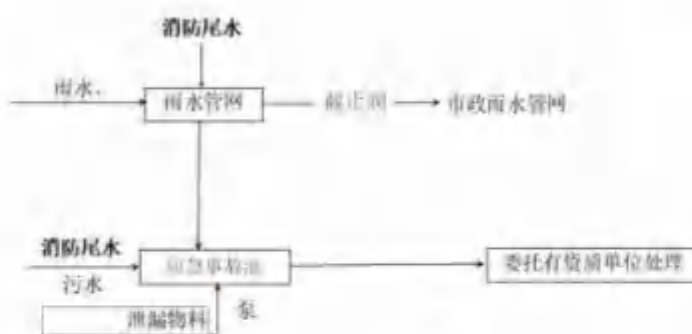 消防尾水
雨水、
雨水管网
截止阀
市政雨水管网
消防尾水
污水
应急事故池
委托有资质单位处理
泄漏物料
泵